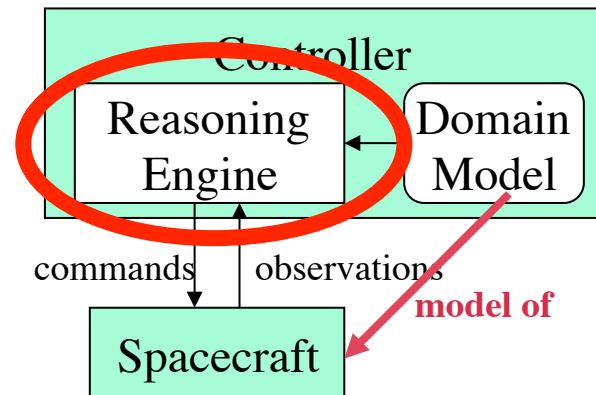 Controller
Reasoning
Engine
Domain
Model
commands
observations
model of
Spacecraft